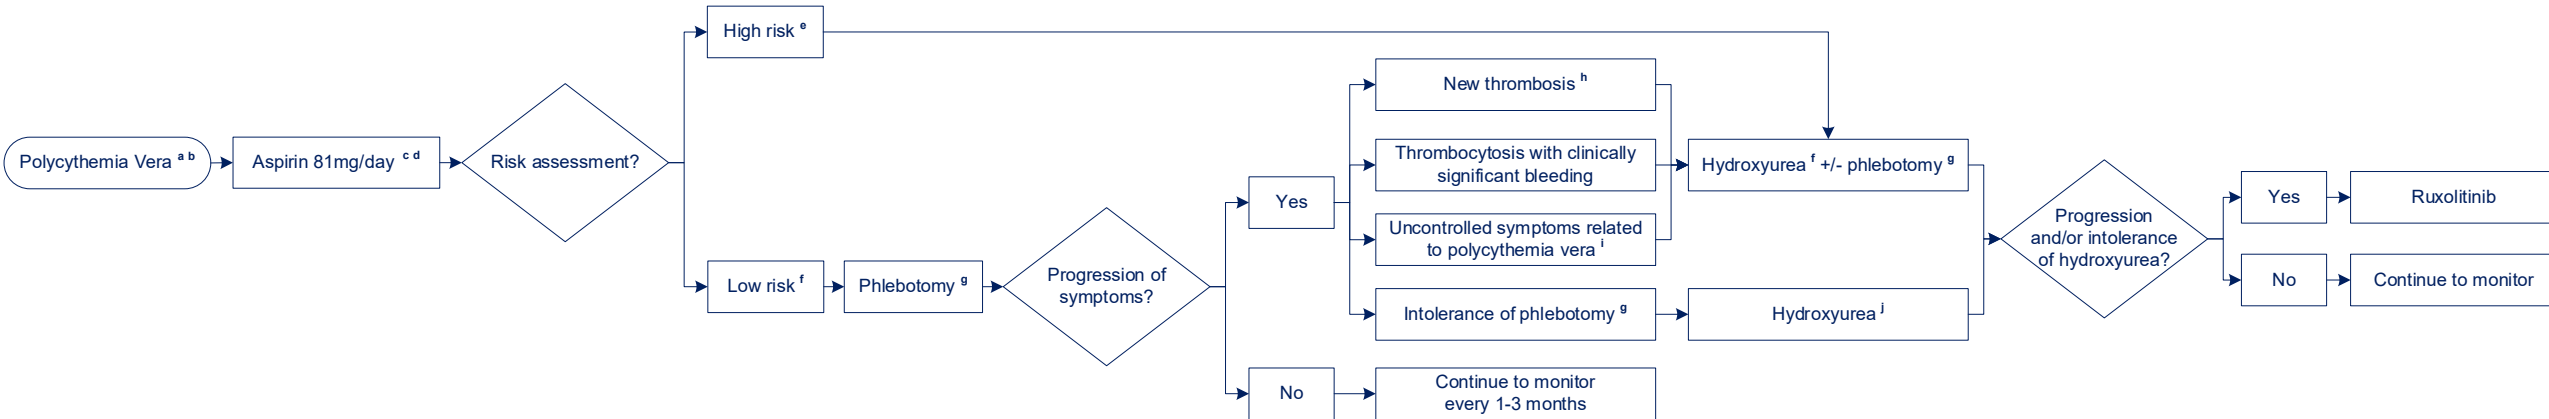 Polycythemia Vera a b
Aspirin 81mg/day c d
Risk assessment?
High risk e
Low risk f
Phlebotomy g
Progression of
symptoms?
Yes
No
New thrombosis h
Thrombocytosis with clinically
significant bleeding
Uncontrolled symptoms related
to polycythemia vera i
Intolerance of phlebotomy g
Continue to monitor
every 1-3 months
Hydroxyurea f +/- phlebotomy g
Hydroxyurea j
Progression
and/or intolerance
of hydroxyurea?
Yes
Ruxolitinib
No
Continue to monitor